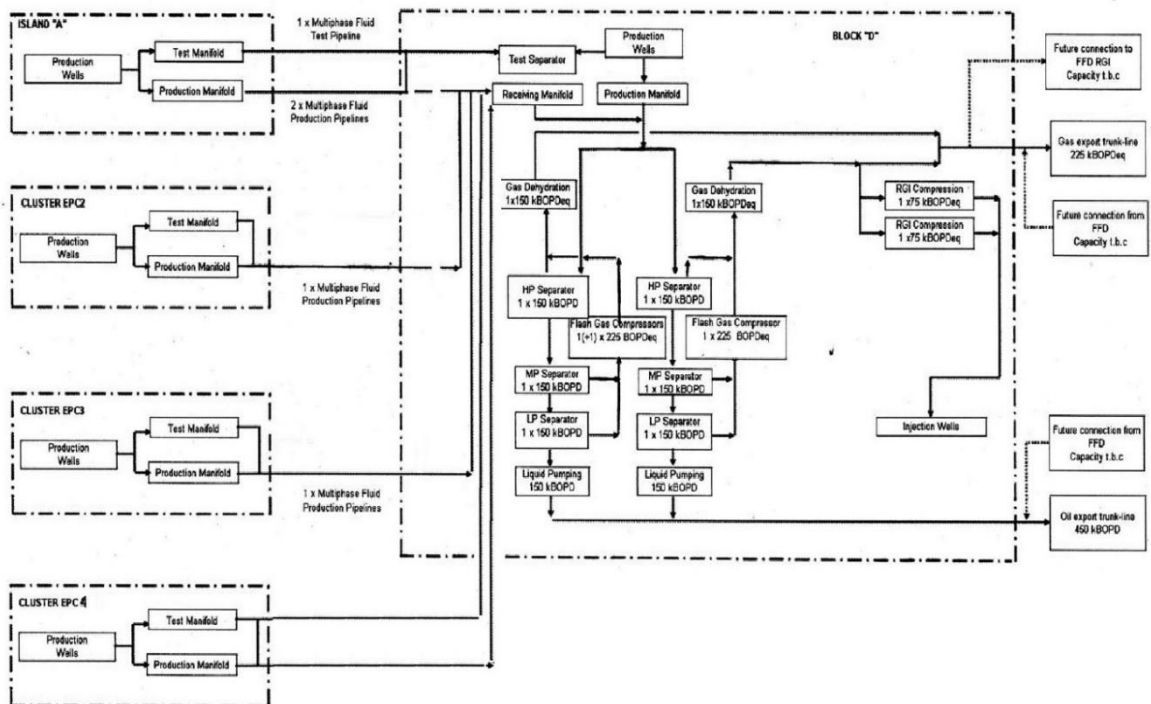 ISLAND "A"
Production
Wells
Test Manifold
Production Manifold
1 x Multiphase Fluid
Test Pipeline
2 x Multiphase Fluid
Production Pipelines
CLUSTER EPC2
Production
Wells
Test Manifold
Production Manifold
1 x Multiphase Fluid
Production Pipelines
CLUSTER EPC3
Production
Wells
Test Manifold
Production Manifold
1 x Multiphase Fluid
Production Pipelines
CLUSTER EPC4
Production
Wells
Test Manifold
Production Manifold
BLOCK "D"
Test Separator
Production
Wells
Receiving Manifold
Production Manifold
Gas Dehydration
1x150 kBOPDeq
Gas Dehydration
1x150 kBOPDeq
RGI Compression
1 x75 kBOPDeq
RGI Compression
1 x75 kBOPDeq
HP Separator
1 x 150 kBOPD
HP Separator
1 x 150 kBOPD
Flash Gas Compressors
1(+1) x 225 BOPDeq
Flash Gas Compressor
1 x 225 BOPDeq
MP Separator
1 x 150 kBOPD
MP Separator
1 x 150 kBOPD
LP Separator
1 x 150 kBOPD
LP Separator
1 x 150 kBOPD
Liquid Pumping
150 kBOPD
Liquid Pumping
150 kBOPD
Injection Wells
Future connection to
FFD RGI
Capacity t.b.c
Gas export trunk-line
225 kBOPDeq
Future connection from
FFD
Capacity t.b.c
Future connection from
FFD
Capacity t.b.c
Oil export trunk-line
450 kBOPD